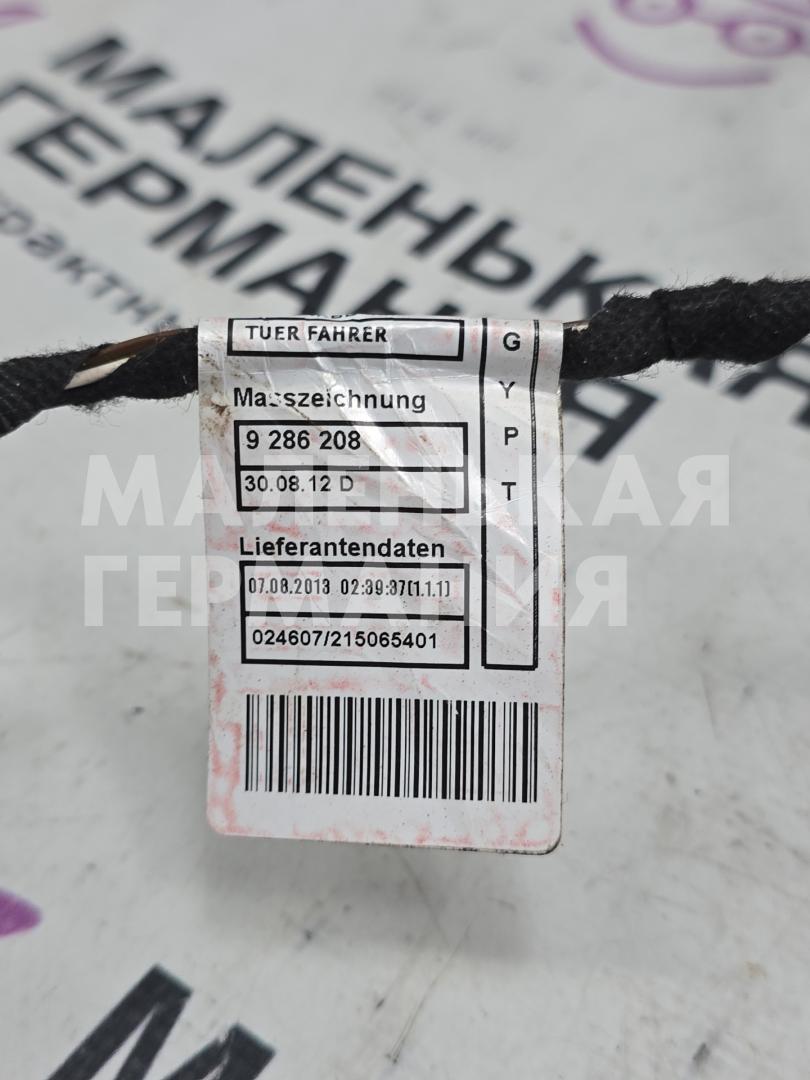 МАЛЕНЬКАЯ
ГЕРМАНИЯ
TUER FAHRER
Masszeichnung
9 286 208
30.08.12 D
Lieferantendaten
07.08.2013 02:39:37(1.1.1)
024607/215065401
G
Y
P
T
МАЛЕНЬКАЯ
ГЕРМАНИЯ